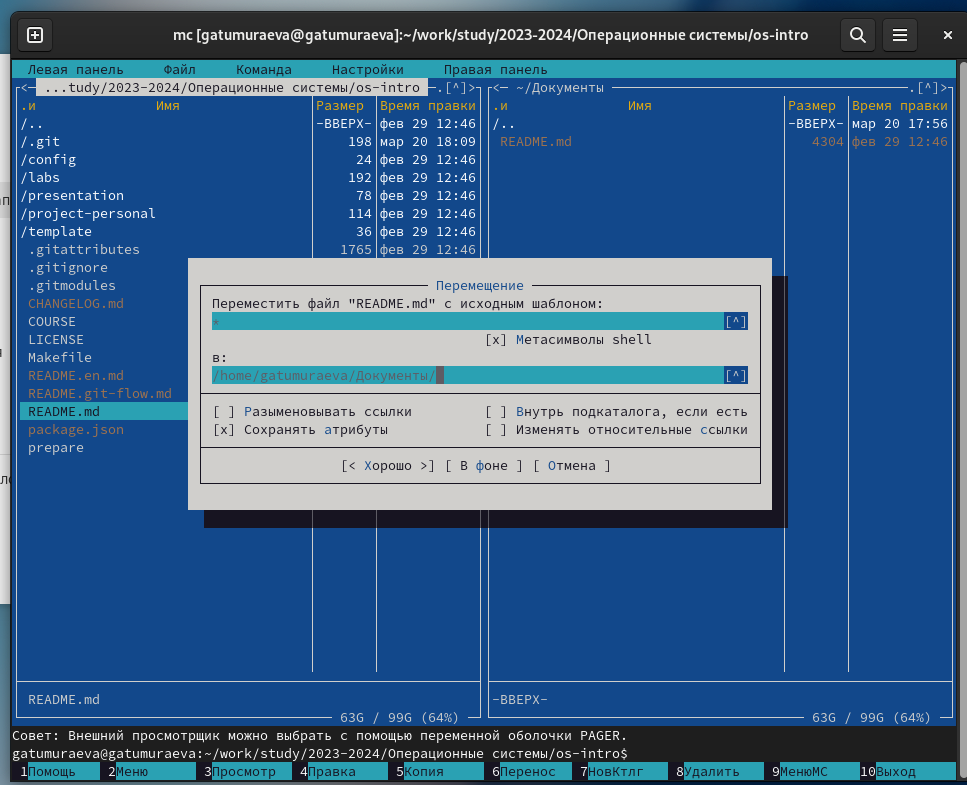 mc [gatumuraeva@gatumuraeva]:~/work/study/2023-2024/Операционные системы/os-intro
Левая панель Файл Команда Настройки Правая панель
<─ ...tudy/2023-2024/Операционные системы/os-intro ─.[^]> <─ ~/Документы ─.[^]>
.и Имя Размер Время правки .и Имя Размер Время правки
/.. -ВВЕРХ- фев 29 12:46 /.. -ВВЕРХ- мар 20 17:56
/.git 198 мар 20 18:09 README.md 4304 фев 29 12:46
/config 24 фев 29 12:46
/labs 192 фев 29 12:46
/presentation 78 фев 29 12:46
/project-personal 114 фев 29 12:46
/template 36 фев 29 12:46
.gitattributes 1765 фев 29 12:46
.gitignore
.gitmodules
CHANGELOG.md
COURSE
LICENSE
Makefile
README.en.md
README.git-flow.md
README.md
package.json
prepare
Перемещение
Переместить файл "README.md" с исходным шаблоном:
* [^]
[x] Метасимволы shell
в:
/home/gatumuraeva/Документы/ [^]
[ ] Разыменовывать ссылки [ ] Внутрь подкаталога, если есть
[x] Сохранять атрибуты [ ] Изменять относительные ссылки
[< Хорошо >] [ В фоне ] [ Отмена ]
README.md -ВВЕРХ-
63G / 99G (64%) 63G / 99G (64%)
Совет: Внешний просмотрщик можно выбрать с помощью переменной оболочки PAGER.
gatumuraeva@gatumuraeva:~/work/study/2023-2024/Операционные системы/os-intro$
1Помощь 2Меню 3Просмотр 4Правка 5Копия 6Перенос 7НовКтлг 8Удалить 9МенюМС 10Выход